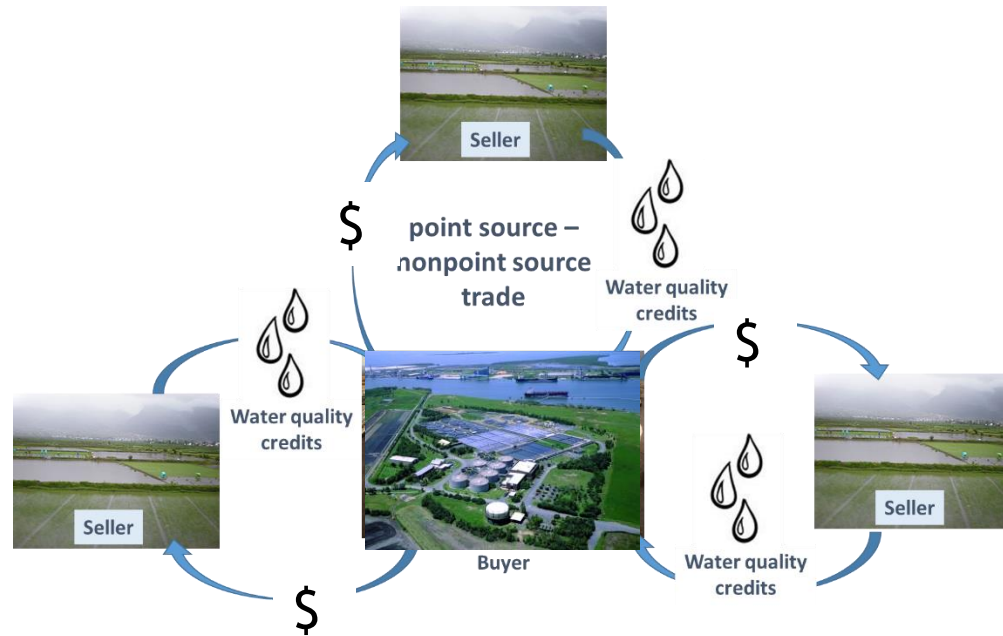 Seller
$
point source –
nonpoint source
trade
Water quality
credits
$
Water quality
credits
Seller
Seller
Water quality
credits
Buyer
$